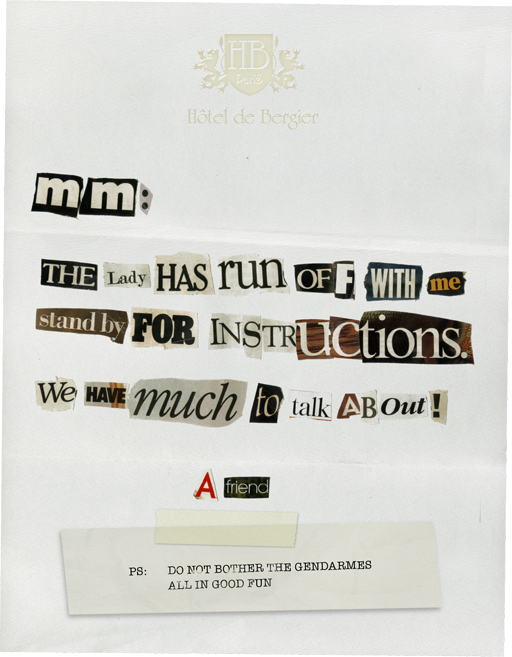 HB
Paris
Hôtel de Bergier
mm:
THE Lady HAS run OFF WITH me
stand by FOR INSTRUCtions.
We HAVE much to talk ABOut!
A friend
PS: DO NOT BOTHER THE GENDARMES
ALL IN GOOD FUN